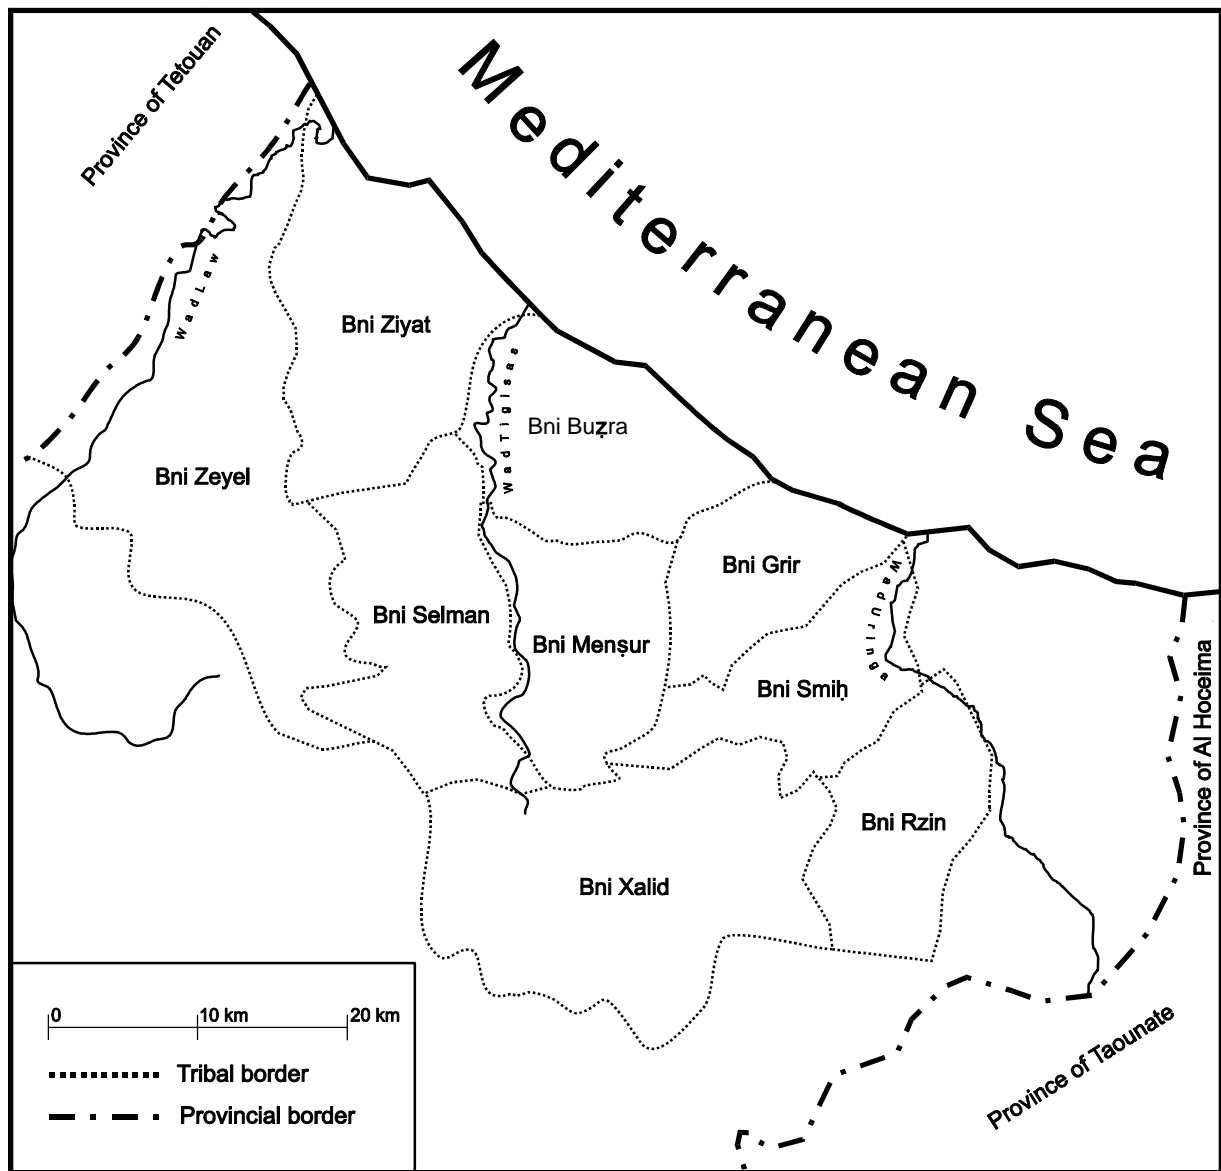 Province of Tetouan
Mediterranean Sea
Wad Law
Bni Ziyat
Wad Tigisas
Bni Buẓra
Bni Zeyel
Bni Grir
Wad Uringa
Bni Selman
Bni Menṣur
Bni Smiḥ
Province of Al Hoceima
Bni Rzin
Bni Xalid
0 10 km 20 km
Tribal border
Provincial border
Province of Taounate